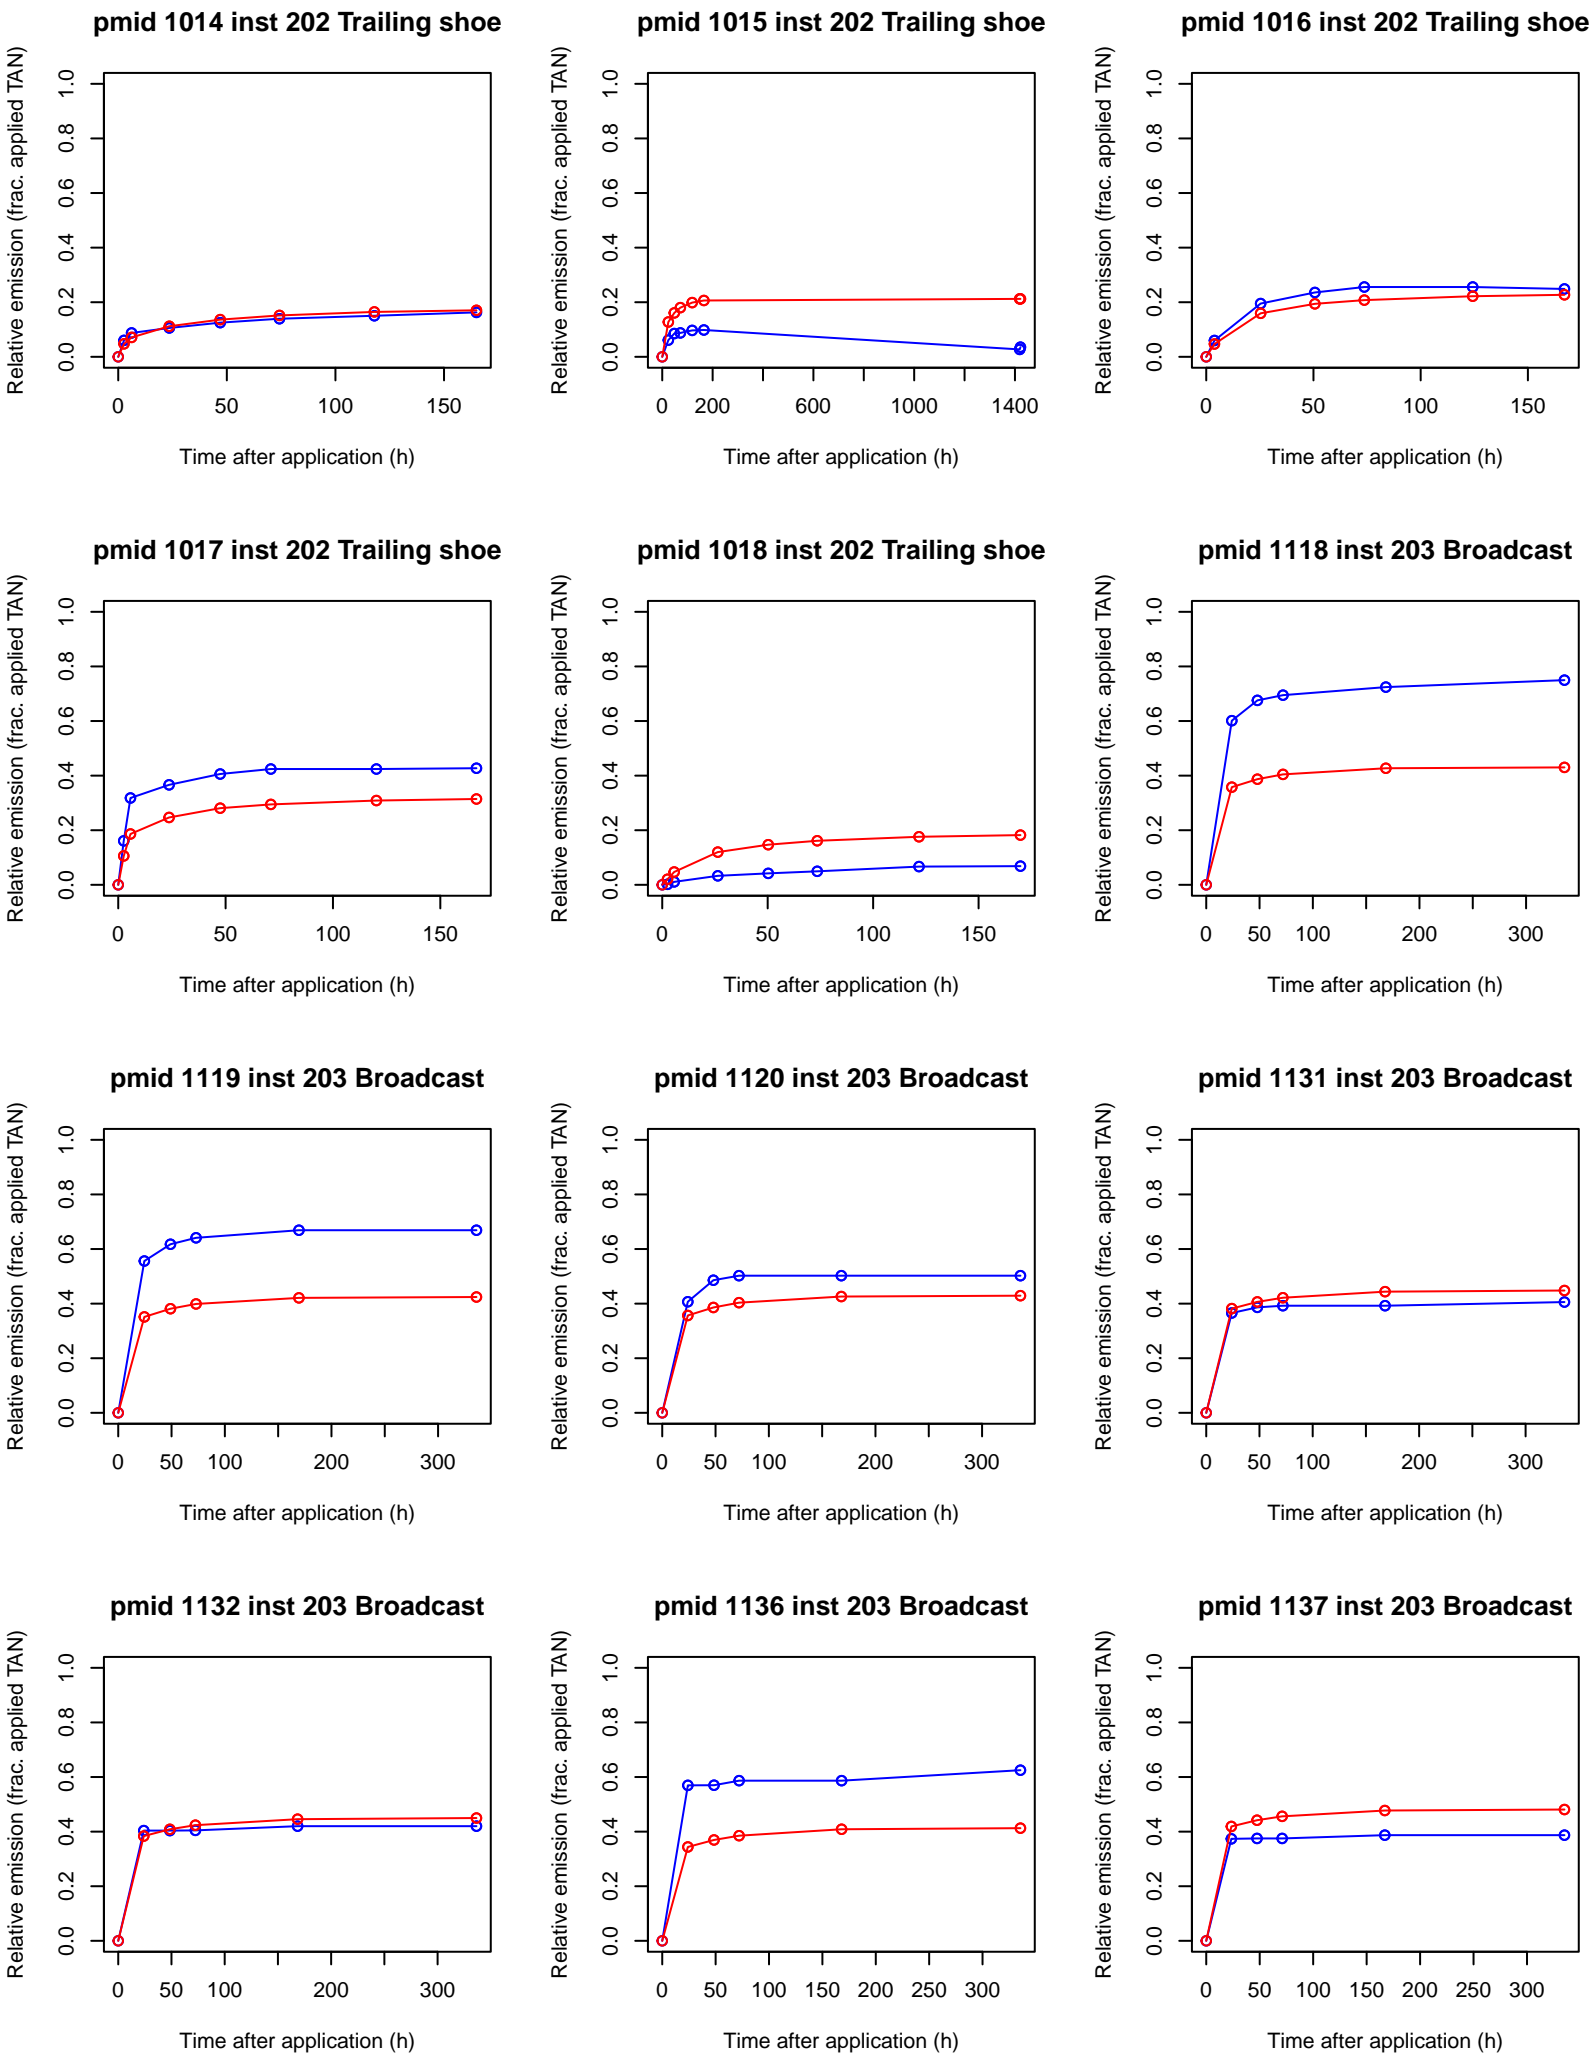 pmid 1014 inst 202 Trailing shoe
Relative emission (frac. applied TAN)
0.0 0.2 0.4 0.6 0.8 1.0
0 50 100 150
Time after application (h)
pmid 1015 inst 202 Trailing shoe
Relative emission (frac. applied TAN)
0.0 0.2 0.4 0.6 0.8 1.0
0 200 600 1000 1400
Time after application (h)
pmid 1016 inst 202 Trailing shoe
Relative emission (frac. applied TAN)
0.0 0.2 0.4 0.6 0.8 1.0
0 50 100 150
Time after application (h)
pmid 1017 inst 202 Trailing shoe
Relative emission (frac. applied TAN)
0.0 0.2 0.4 0.6 0.8 1.0
0 50 100 150
Time after application (h)
pmid 1018 inst 202 Trailing shoe
Relative emission (frac. applied TAN)
0.0 0.2 0.4 0.6 0.8 1.0
0 50 100 150
Time after application (h)
pmid 1118 inst 203 Broadcast
Relative emission (frac. applied TAN)
0.0 0.2 0.4 0.6 0.8 1.0
0 50 100 200 300
Time after application (h)
pmid 1119 inst 203 Broadcast
Relative emission (frac. applied TAN)
0.0 0.2 0.4 0.6 0.8 1.0
0 50 100 200 300
Time after application (h)
pmid 1120 inst 203 Broadcast
Relative emission (frac. applied TAN)
0.0 0.2 0.4 0.6 0.8 1.0
0 50 100 200 300
Time after application (h)
pmid 1131 inst 203 Broadcast
Relative emission (frac. applied TAN)
0.0 0.2 0.4 0.6 0.8 1.0
0 50 100 200 300
Time after application (h)
pmid 1132 inst 203 Broadcast
Relative emission (frac. applied TAN)
0.0 0.2 0.4 0.6 0.8 1.0
0 50 100 200 300
Time after application (h)
pmid 1136 inst 203 Broadcast
Relative emission (frac. applied TAN)
0.0 0.2 0.4 0.6 0.8 1.0
0 50 100 150 200 250 300
Time after application (h)
pmid 1137 inst 203 Broadcast
Relative emission (frac. applied TAN)
0.0 0.2 0.4 0.6 0.8 1.0
0 50 100 150 200 250 300
Time after application (h)